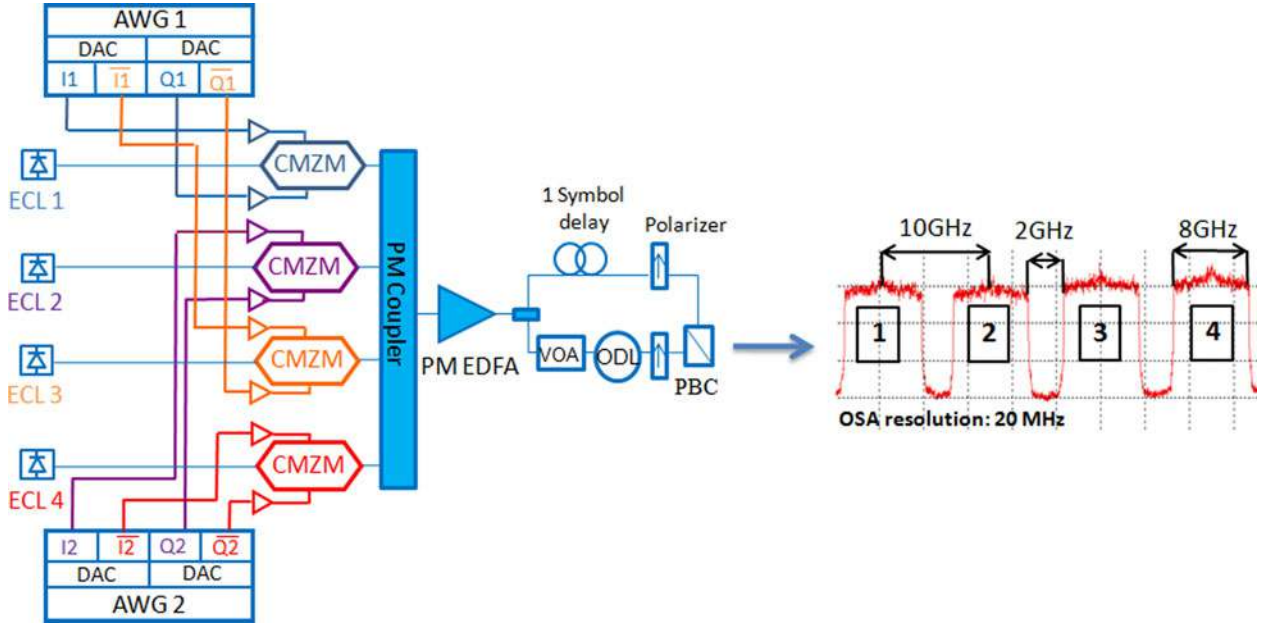 AWG 1
DAC DAC
I1 I1 Q1 Q1
CMZM
ECL 1
CMZM
ECL 2
CMZM
ECL 3
CMZM
ECL 4
I2 I2 Q2 Q2
DAC DAC
AWG 2
PM Coupler
PM EDFA
1 Symbol
delay
Polarizer
VOA ODL
PBC
10GHz 2GHz 8GHz
1 2 3 4
OSA resolution: 20 MHz